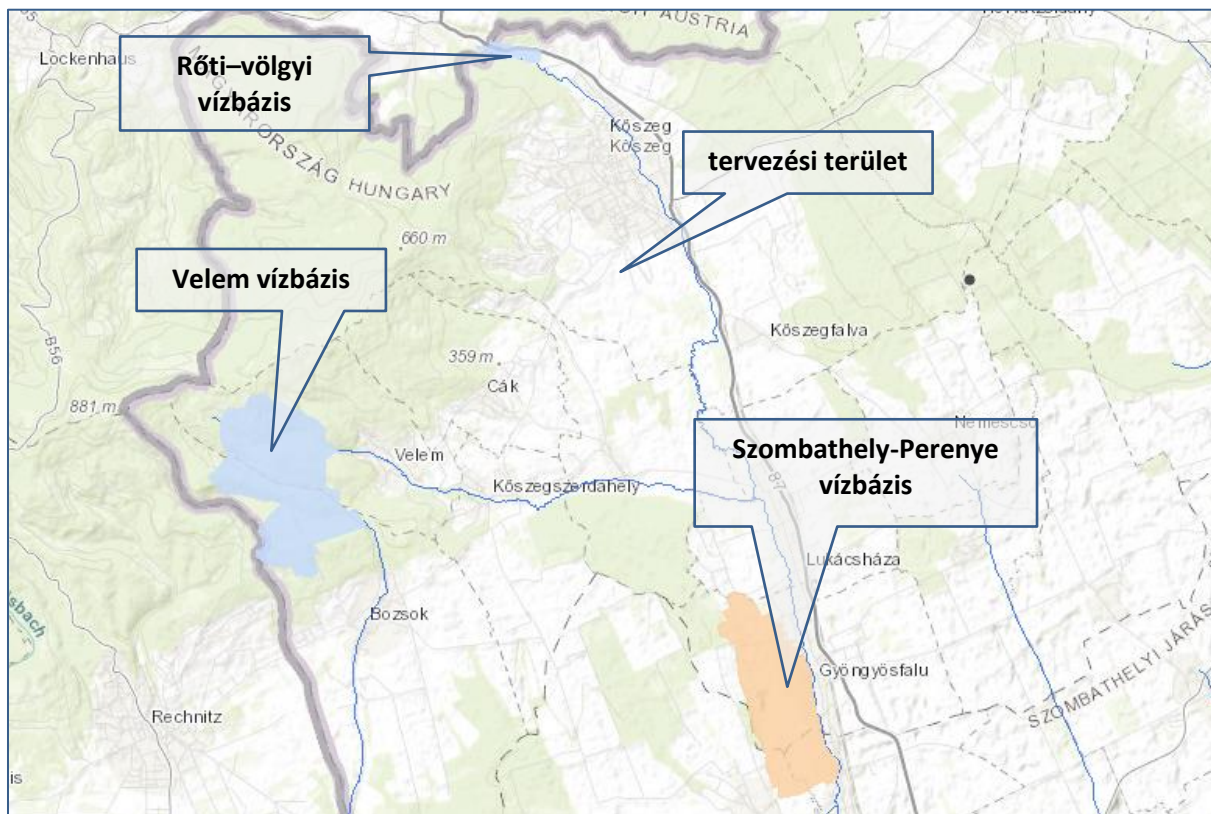 AUSTRIA
Lockenhaus
Rőti–völgyi
vízbázis
MAGYARORSZÁG HUNGARY
Kőszeg
Kőszeg
tervezési terület
660 m
Velem vízbázis
B56
359 m
Kőszegfalva
Cák
881 m
Nemescsó
Velem
Szombathely-Perenye
vízbázis
Kőszegszerdahely
87
Lukácsháza
Bozsok
Gyöngyösfalu
SZOMBATHELYI JÁRÁS
Rechnitz